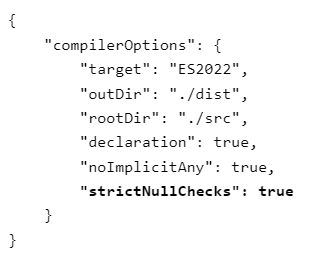 {
    "compilerOptions": {
        "target": "ES2022",
        "outDir": "./dist",
        "rootDir": "./src",
        "declaration": true,
        "noImplicitAny": true,
        "strictNullChecks": true
    }
}